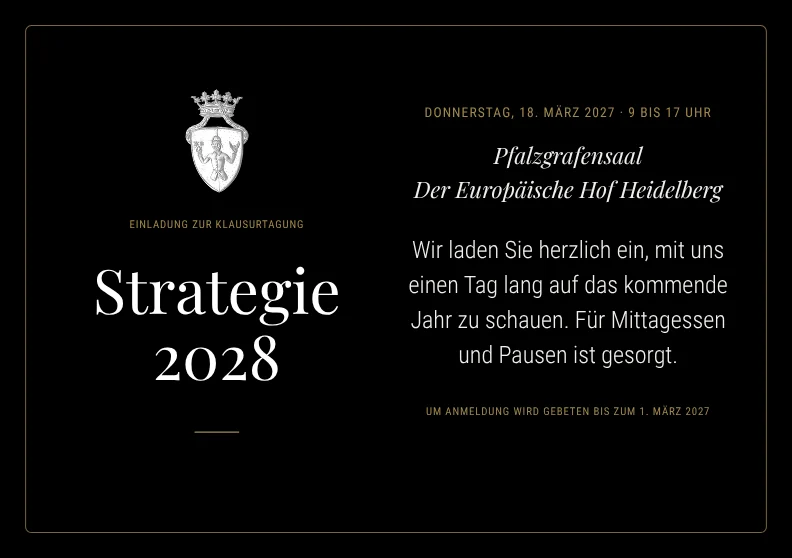 EINLADUNG ZUR KLAUSURTAGUNG
Strategie
2028
DONNERSTAG, 18. MÄRZ 2027 · 9 BIS 17 UHR
Pfalzgrafensaal
Der Europäische Hof Heidelberg
Wir laden Sie herzlich ein, mit uns
einen Tag lang auf das kommende
Jahr zu schauen. Für Mittagessen
und Pausen ist gesorgt.
UM ANMELDUNG WIRD GEBETEN BIS ZUM 1. MÄRZ 2027